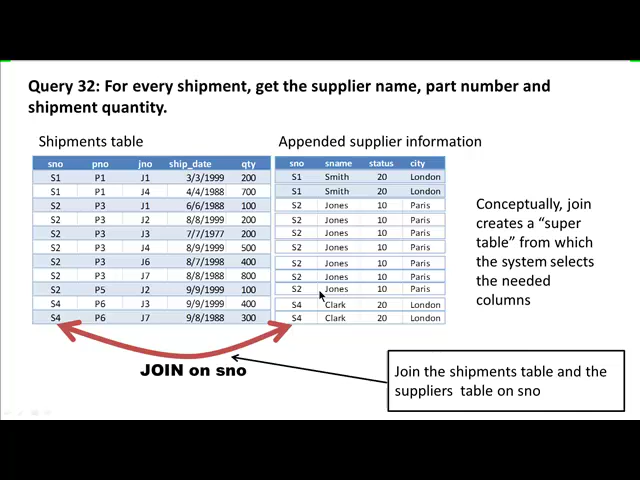 Query 32: For every shipment, get the supplier name, part number and
shipment quantity.
Shipments table
Appended supplier information
sno pno jno ship_date qty sno sname status city
S1 P1 J1 3/3/1999 200 S1 Smith 20 London
S1 P1 J4 4/4/1988 700 S1 Smith 20 London
S2 P3 J1 6/6/1988 100 S2 Jones 10 Paris
S2 P3 J2 8/8/1999 200 S2 Jones 10 Paris
S2 P3 J3 7/7/1977 200 S2 Jones 10 Paris
S2 P3 J4 8/9/1999 500 S2 Jones 10 Paris
S2 P3 J6 8/7/1998 400 S2 Jones 10 Paris
S2 P3 J7 8/8/1988 800 S2 Jones 10 Paris
S2 P5 J2 9/9/1999 100 S2 Jones 10 Paris
S4 P6 J3 9/9/1999 400 S4 Clark 20 London
S4 P6 J7 9/8/1988 300 S4 Clark 20 London
Conceptually, join
creates a “super
table” from which
the system selects
the needed
columns
JOIN on sno
Join the shipments table and the
suppliers table on sno